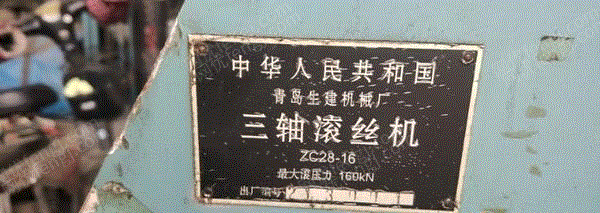 中华人民共和国
青岛生建机械厂
三轴滚丝机
ZC28-16
最大滚压力 160kN
出厂编号